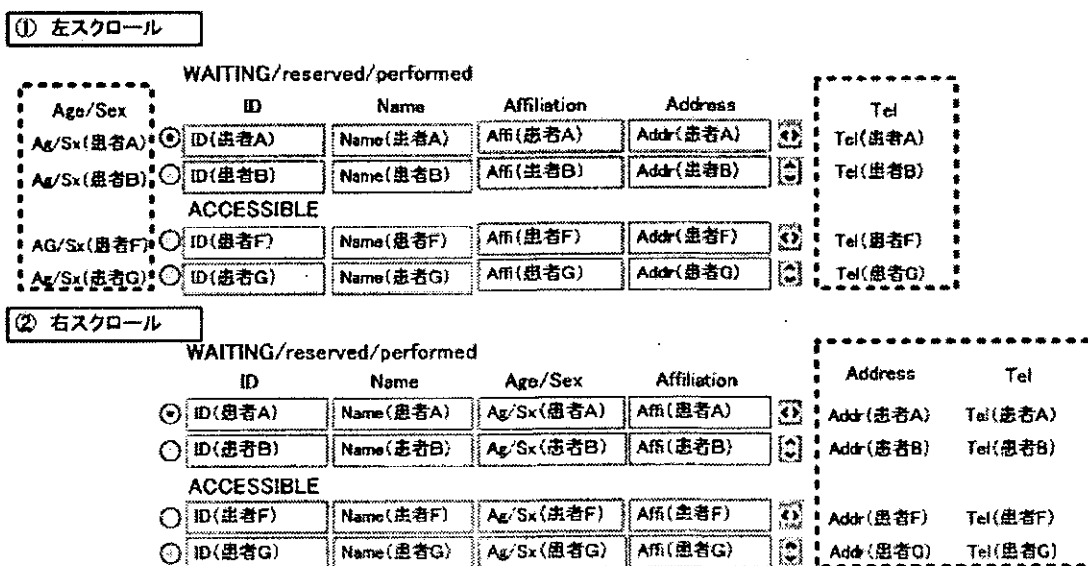 ① 左スクロール
WAITING/reserved/performed
Age/Sex ID Name Affiliation Address Tel
Ag/Sx(患者A) ID(患者A) Name(患者A) Affi(患者A) Addr(患者A) Tel(患者A)
Ag/Sx(患者B) ID(患者B) Name(患者B) Affi(患者B) Addr(患者B) Tel(患者B)
ACCESSIBLE
AG/Sx(患者F) ID(患者F) Name(患者F) Affi(患者F) Addr(患者F) Tel(患者F)
Ag/Sx(患者G) ID(患者G) Name(患者G) Affi(患者G) Addr(患者G) Tel(患者G)
② 右スクロール
WAITING/reserved/performed
ID Name Age/Sex Affiliation Address Tel
ID(患者A) Name(患者A) Ag/Sx(患者A) Affi(患者A) Addr(患者A) Tel(患者A)
ID(患者B) Name(患者B) Ag/Sx(患者B) Affi(患者B) Addr(患者B) Tel(患者B)
ACCESSIBLE
ID(患者F) Name(患者F) Ag/Sx(患者F) Affi(患者F) Addr(患者F) Tel(患者F)
ID(患者G) Name(患者G) Ag/Sx(患者G) Affi(患者G) Addr(患者G) Tel(患者G)